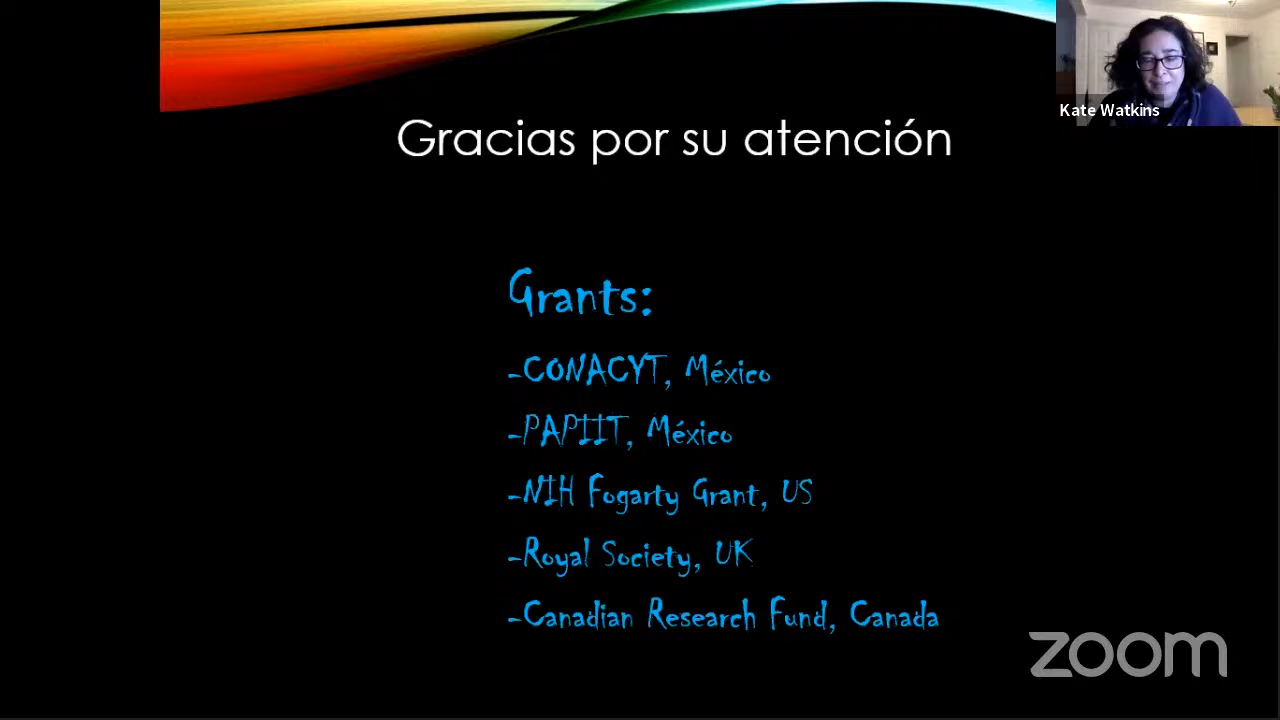 Kate Watkins
Gracias por su atención
Grants:
-CONACYT, México
-PAPIIT, México
-NIH Fogarty Grant, US
-Royal Society, UK
-Canadian Research Fund, Canada
zoom